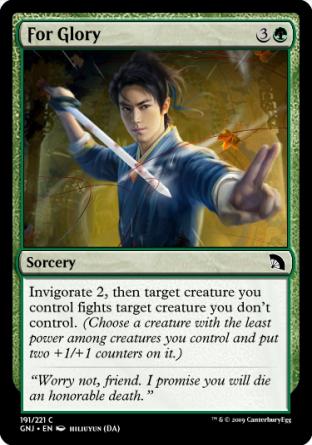 For Glory 3
Sorcery
Invigorate 2, then target creature you
control fights target creature you don't
control. (Choose a creature with the least
power among creatures you control and put
two +1/+1 counters on it.)
“Worry not, friend. I promise you will die
an honorable death.”
191/221 C
GNJ • EN HILIUYUN (DA)
™ & © 2019 CanterburyEgg